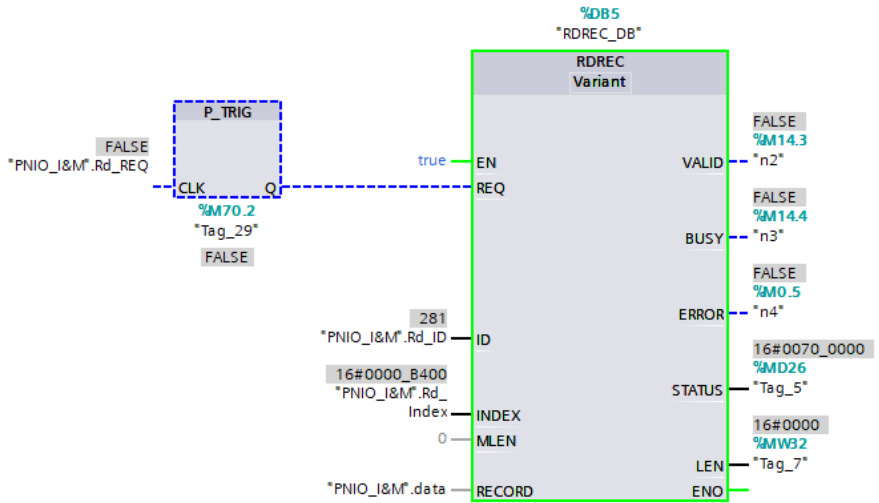 %DB5
"RDREC_DB"
RDREC
Variant
P_TRIG
FALSE
"PNIO_I&M".Rd_REQ
CLK
Q
%M70.2
"Tag_29"
FALSE
true
EN
REQ
281
"PNIO_I&M".Rd_ID
ID
16#0000_B400
"PNIO_I&M".Rd_
Index
INDEX
0
MLEN
"PNIO_I&M".data
RECORD
FALSE
%M14.3
VALID
"n2"
FALSE
%M14.4
BUSY
"n3"
FALSE
%M0.5
ERROR
"n4"
16#0070_0000
%MD26
STATUS
"Tag_5"
16#0000
%MW32
LEN
"Tag_7"
ENO